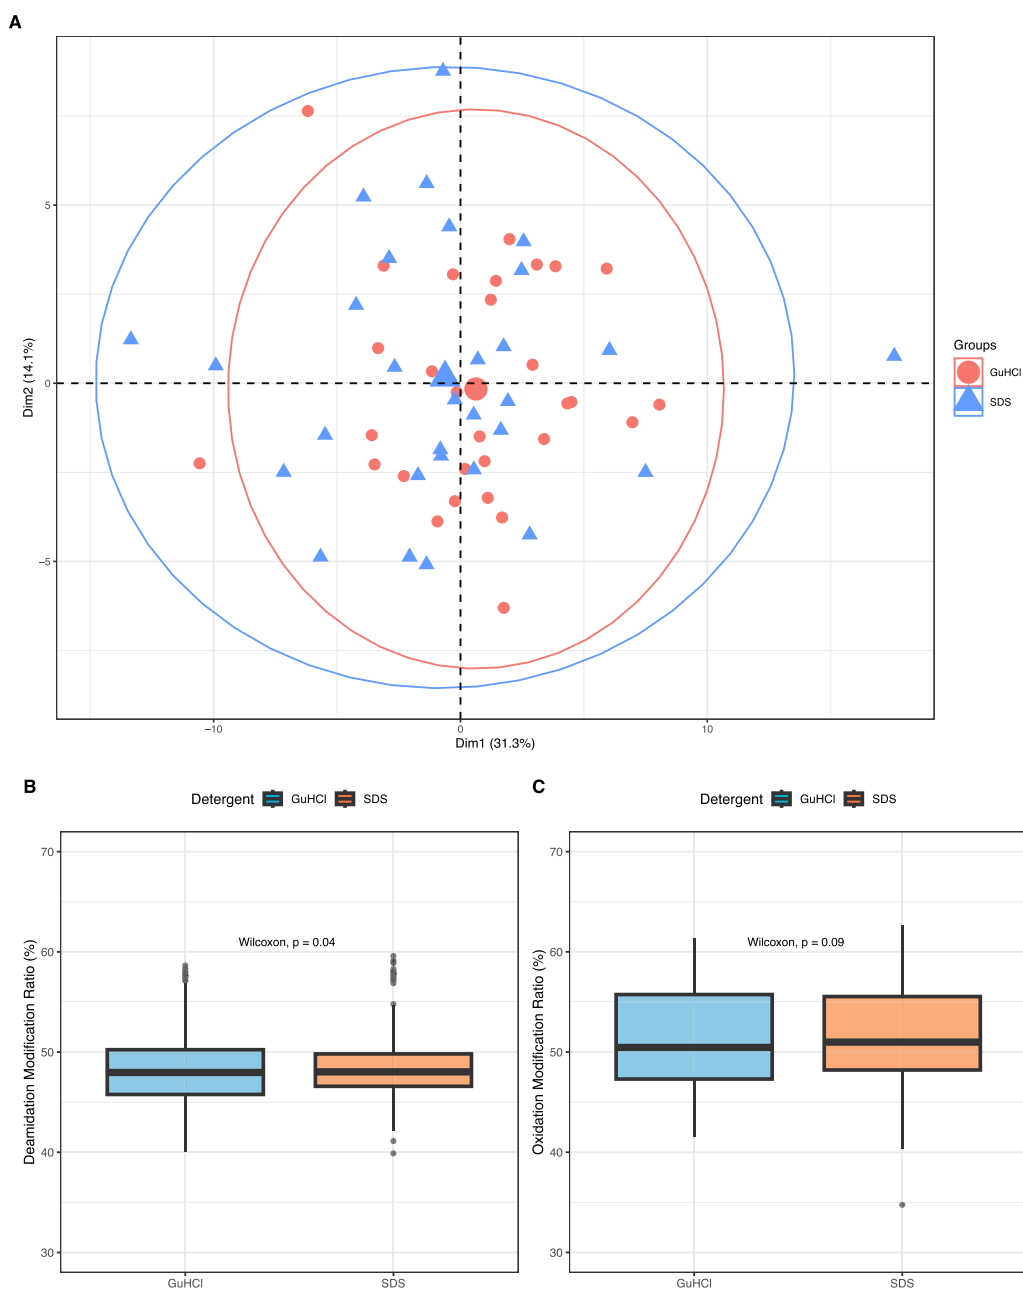 A
Dim2 (14.1%)
5
0
−5
−10
0
10
Dim1 (31.3%)
Groups
GuHCl
SDS
B
Detergent GuHCl SDS
Deamidation Modification Ratio (%)
70
60
50
40
30
Wilcoxon, p = 0.04
GuHCl SDS
C
Detergent GuHCl SDS
Oxidation Modification Ratio (%)
70
60
50
40
30
Wilcoxon, p = 0.09
GuHCl SDS